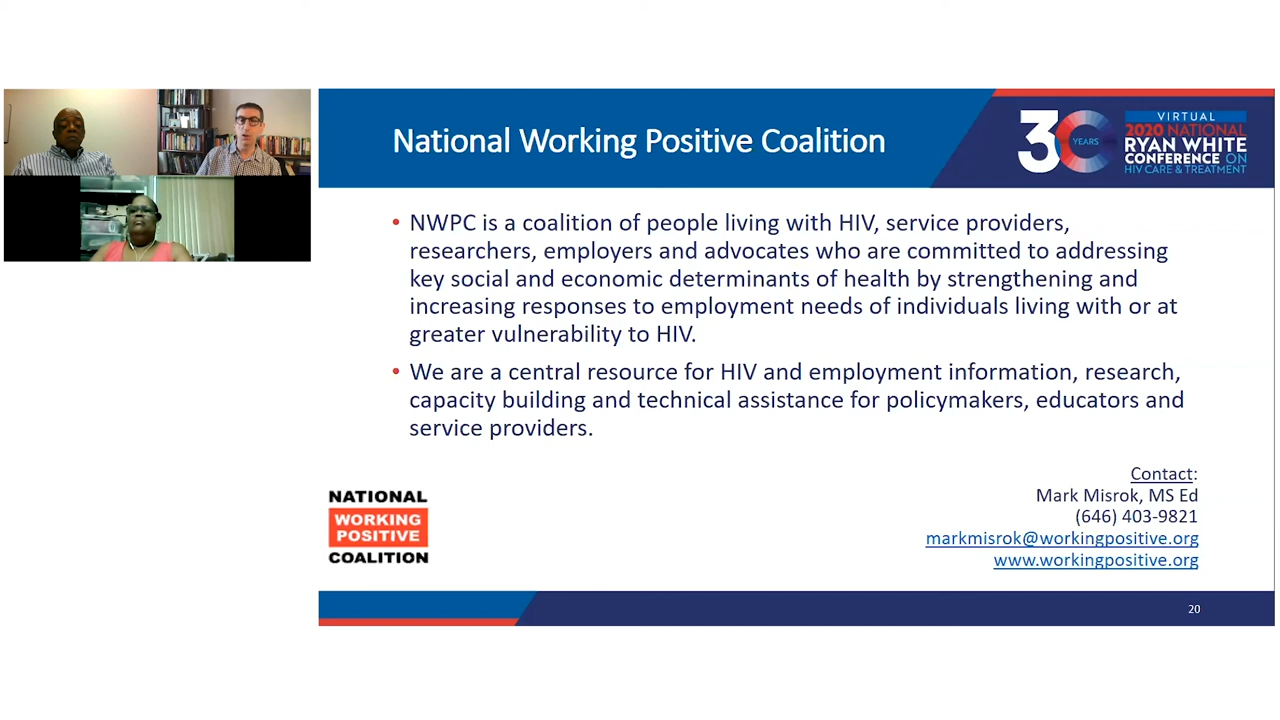 National Working Positive Coalition
30
YEARS
VIRTUAL
2020 NATIONAL
RYAN WHITE
CONFERENCE ON
HIV CARE & TREATMENT
• NWPC is a coalition of people living with HIV, service providers,
researchers, employers and advocates who are committed to addressing
key social and economic determinants of health by strengthening and
increasing responses to employment needs of individuals living with or at
greater vulnerability to HIV.
• We are a central resource for HIV and employment information, research,
capacity building and technical assistance for policymakers, educators and
service providers.
NATIONAL
WORKING
POSITIVE
COALITION
Contact:
Mark Misrok, MS Ed
(646) 403-9821
markmisrok@workingpositive.org
www.workingpositive.org
20